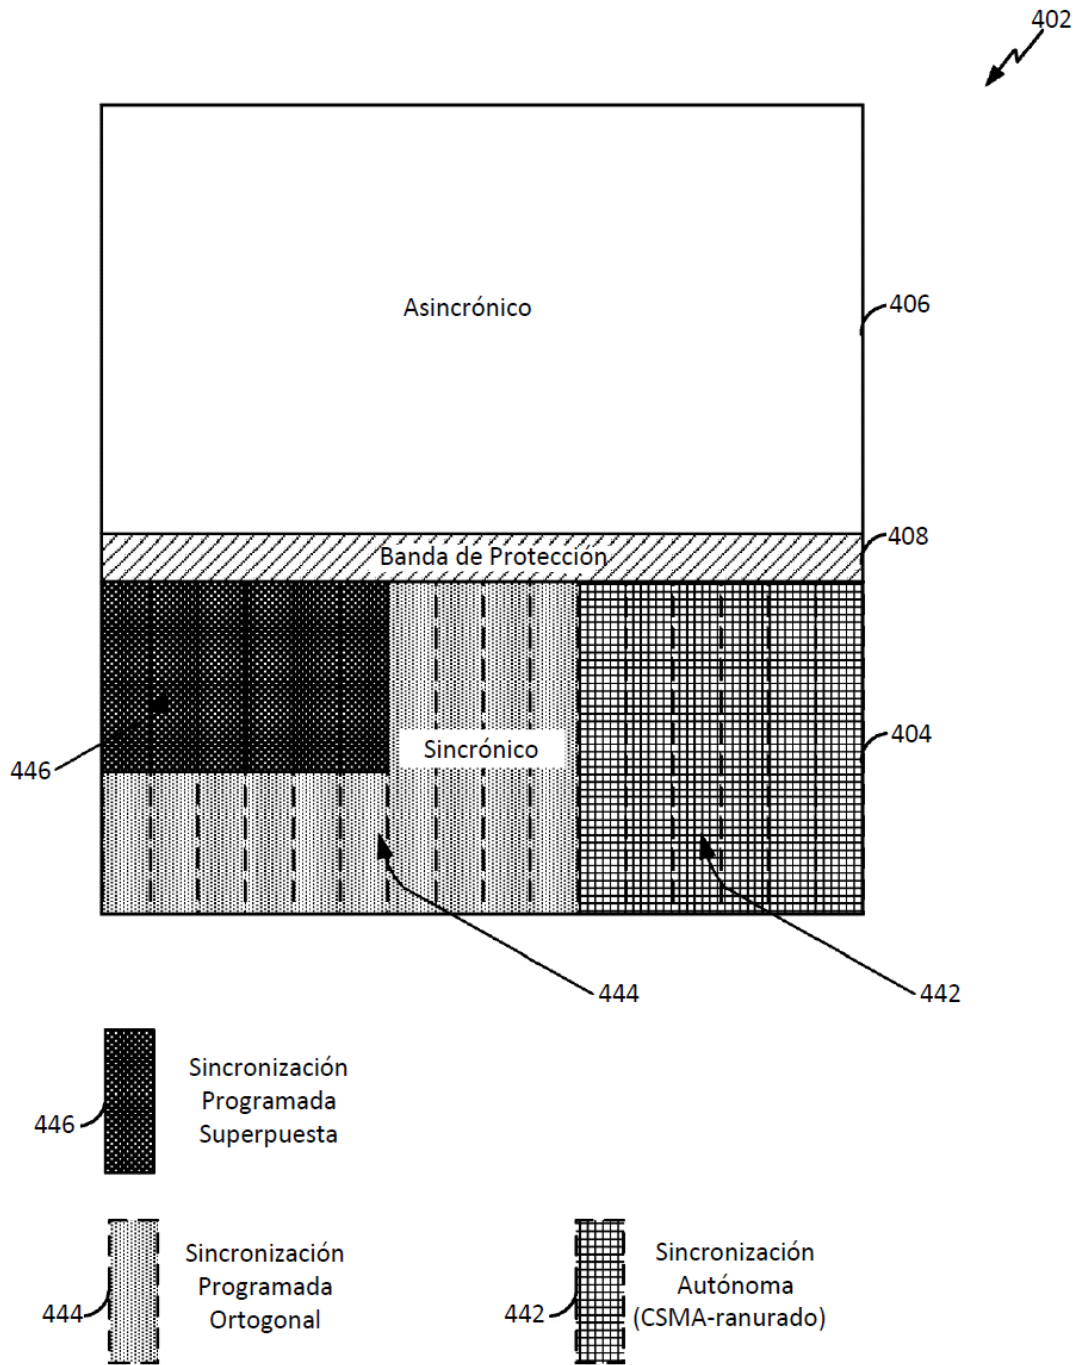 402
Asincrónico
406
Banda de Protección
408
Sincrónico
404
446
444
442
Sincronización
Programada
Superpuesta
446
Sincronización
Programada
Ortogonal
444
Sincronización
Autónoma
(CSMA-ranurado)
442